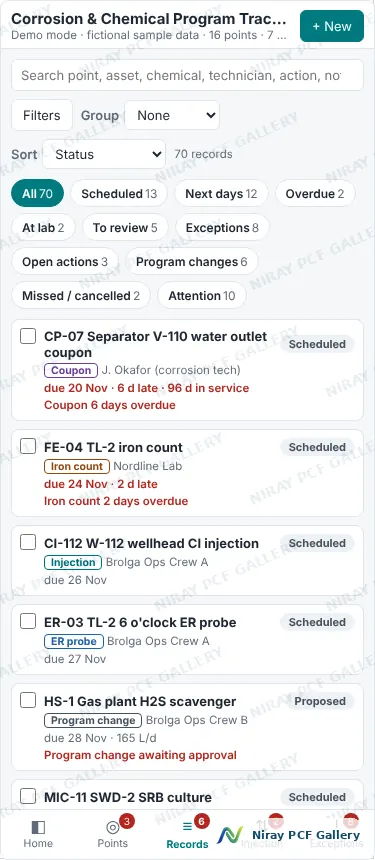 Corrosion & Chemical Program Trac...
Demo mode · fictional sample data · 16 points · 7 ...
+ New
Search point, asset, chemical, technician, action, no
Filters
Group None
Sort Status
70 records
All 70
Scheduled 13
Next days 12
Overdue 2
At lab 2
To review 5
Exceptions 8
Open actions 3
Program changes 6
Missed / cancelled 2
Attention 10
CP-07 Separator V-110 water outlet
coupon
Scheduled
Coupon J. Okafor (corrosion tech)
due 20 Nov · 6 d late · 96 d in service
Coupon 6 days overdue
FE-04 TL-2 iron count
Scheduled
Iron count Nordline Lab
due 24 Nov · 2 d late
Iron count 2 days overdue
CI-112 W-112 wellhead CI injection
Scheduled
Injection Brolga Ops Crew A
due 26 Nov
ER-03 TL-2 6 o'clock ER probe
Scheduled
ER probe Brolga Ops Crew A
due 27 Nov
HS-1 Gas plant H2S scavenger
Proposed
Program change Brolga Ops Crew B
due 28 Nov · 165 L/d
Program change awaiting approval
MIC-11 SWD-2 SRB culture
Scheduled
Home
3
Points
6
Records
Injection
Exceptions
Niray PCF Gallery
NIRAY PCF GALLERY